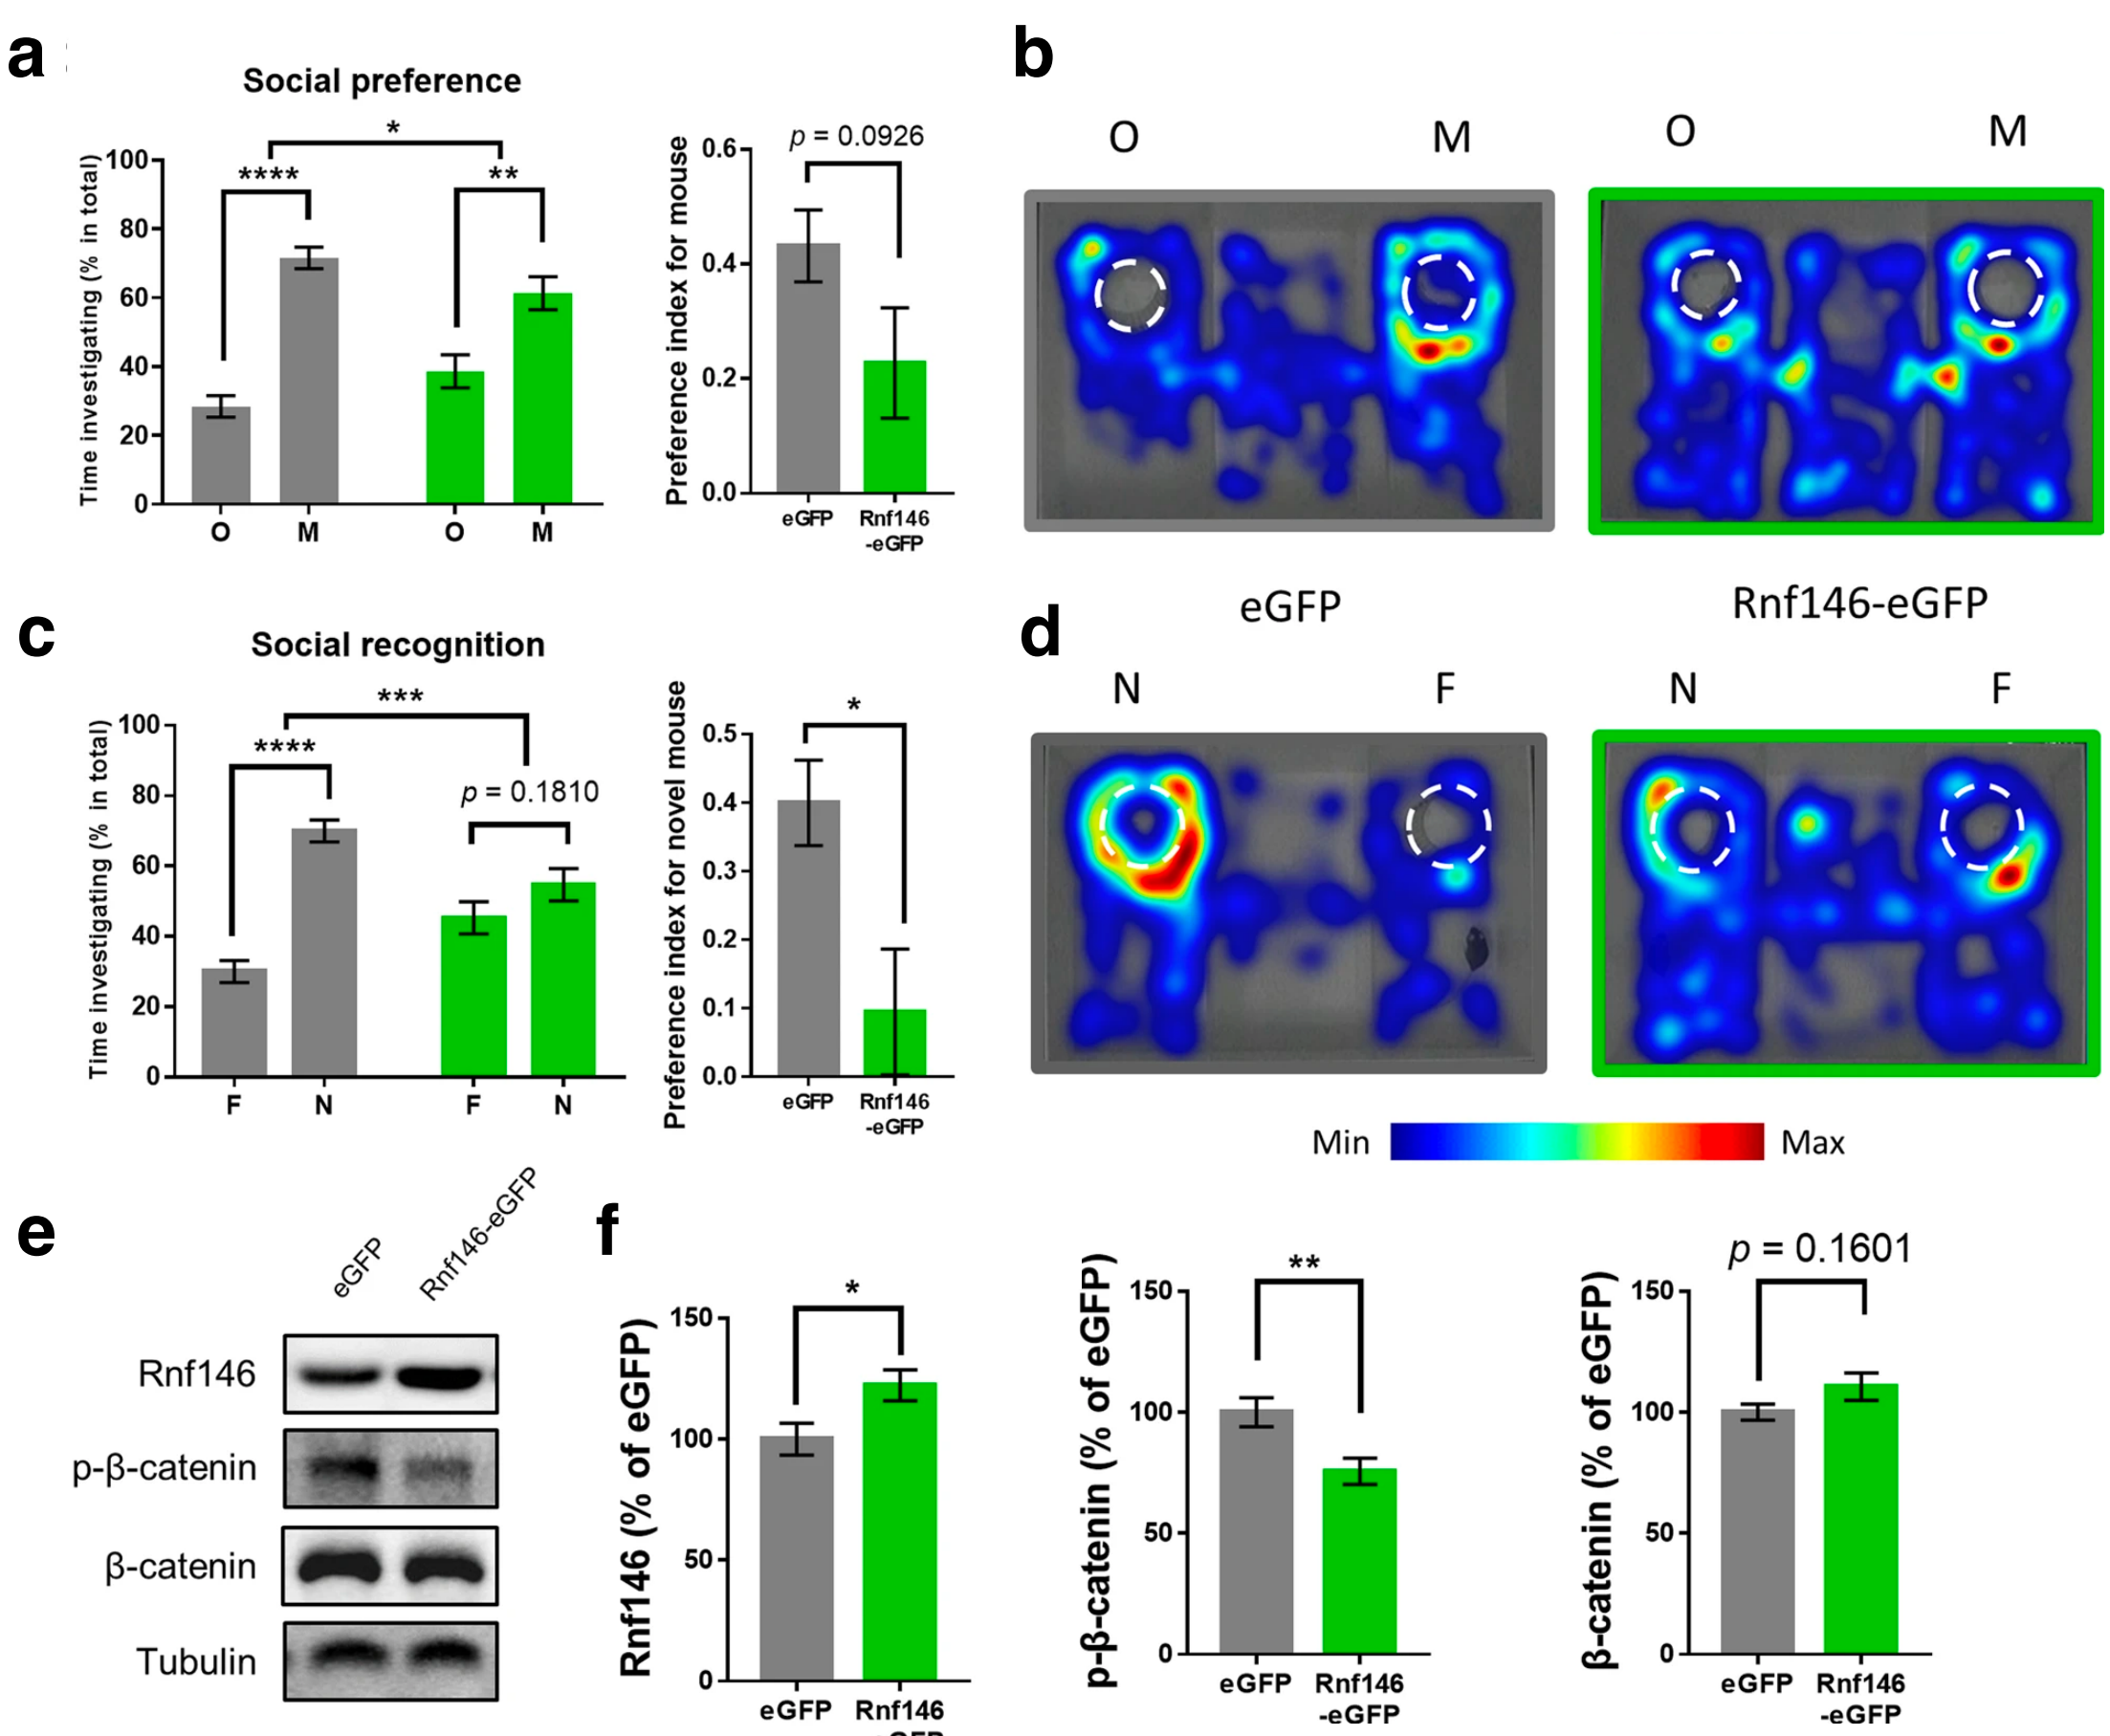 a
Social preference
Time investigating (% in total)
100
80
60
40
20
0
*
****
**
O
M
O
M
Preference index for mouse
0.6
0.4
0.2
0.0
p = 0.0926
eGFP
Rnf146
-eGFP
b
O
M
O
M
eGFP
Rnf146-eGFP
c
Social recognition
Time investigating (% in total)
100
80
60
40
20
0
***
****
p = 0.1810
F
N
F
N
Preference index for novel mouse
0.5
0.4
0.3
0.2
0.1
0.0
*
eGFP
Rnf146
-eGFP
d
N
F
N
F
Min
Max
e
eGFP
Rnf146-eGFP
Rnf146
p-β-catenin
β-catenin
Tubulin
f
Rnf146 (% of eGFP)
150
100
50
0
*
eGFP
Rnf146
p-β-catenin (% of eGFP)
150
100
50
0
**
eGFP
Rnf146
-eGFP
β-catenin (% of eGFP)
150
100
50
0
p = 0.1601
eGFP
Rnf146
-eGFP